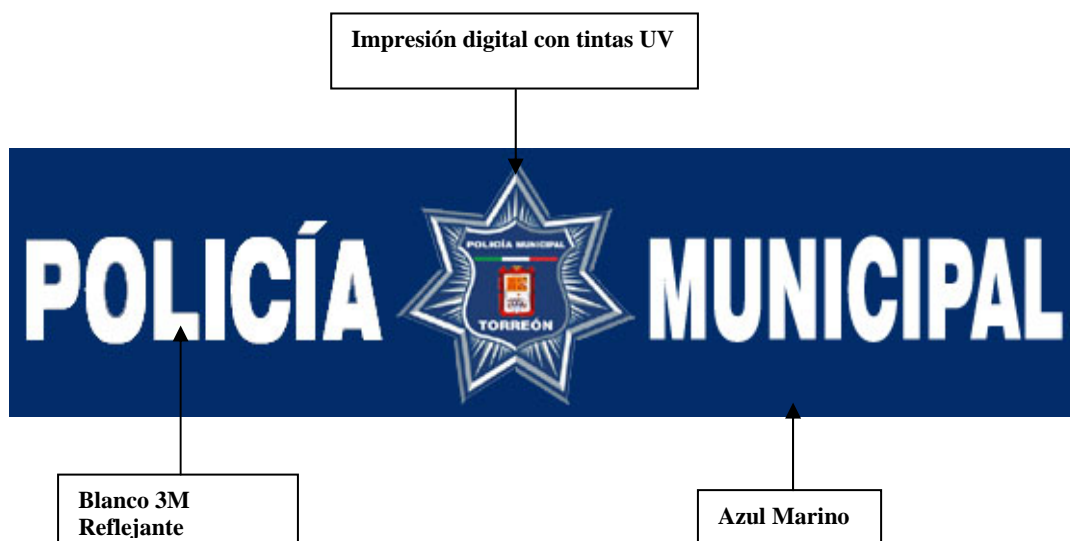 Impresión digital con tintas UV
POLICÍA MUNICIPAL
POLICÍA MUNICIPAL
TORREÓN
Blanco 3M
Reflejante
Azul Marino